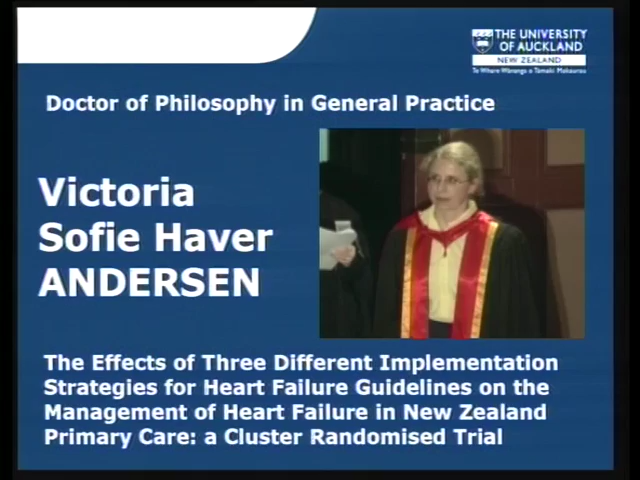 THE UNIVERSITY
OF AUCKLAND
NEW ZEALAND
Te Whare Wānanga o Tāmaki Makaurau
Doctor of Philosophy in General Practice
Victoria
Sofie Haver
ANDERSEN
The Effects of Three Different Implementation
Strategies for Heart Failure Guidelines on the
Management of Heart Failure in New Zealand
Primary Care: a Cluster Randomised Trial